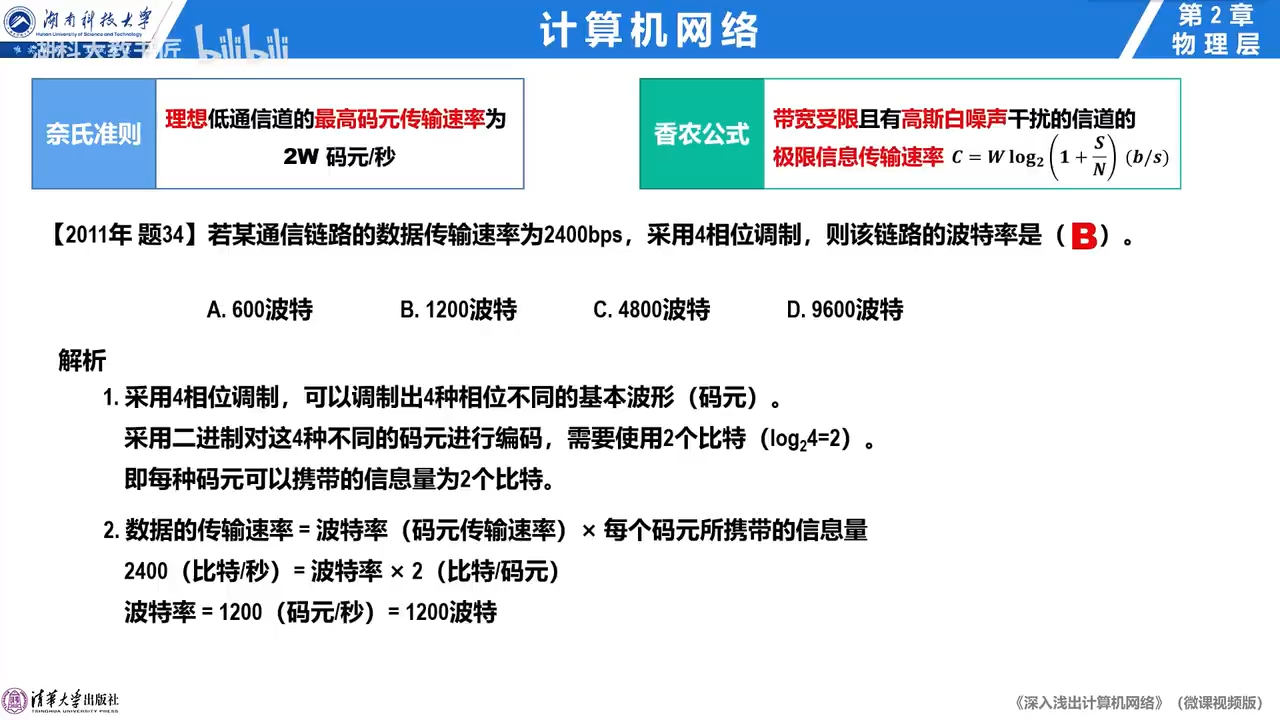 湖南科技大学
Hunan University of Science and Technology
湖科大教书匠 bilibili
计算机网络
第 2 章
物理层
奈氏准则
理想低通信道的最高码元传输速率为
2W 码元/秒
香农公式
带宽受限且有高斯白噪声干扰的信道的
极限信息传输速率 C = W log₂(1 + S/N) (b/s)
【2011年 题34】若某通信链路的数据传输速率为2400bps，采用4相位调制，则该链路的波特率是（ B ）。
A. 600波特 B. 1200波特 C. 4800波特 D. 9600波特
解析
1. 采用4相位调制，可以调制出4种相位不同的基本波形（码元）。
采用二进制对这4种不同的码元进行编码，需要使用2个比特（log₂4=2）。
即每种码元可以携带的信息量为2个比特。
2. 数据的传输速率 = 波特率（码元传输速率）× 每个码元所携带的信息量
2400（比特/秒）= 波特率 × 2（比特/码元）
波特率 = 1200（码元/秒）= 1200波特
清华大学出版社
TSINGHUA UNIVERSITY PRESS
《深入浅出计算机网络》（微课视频版）